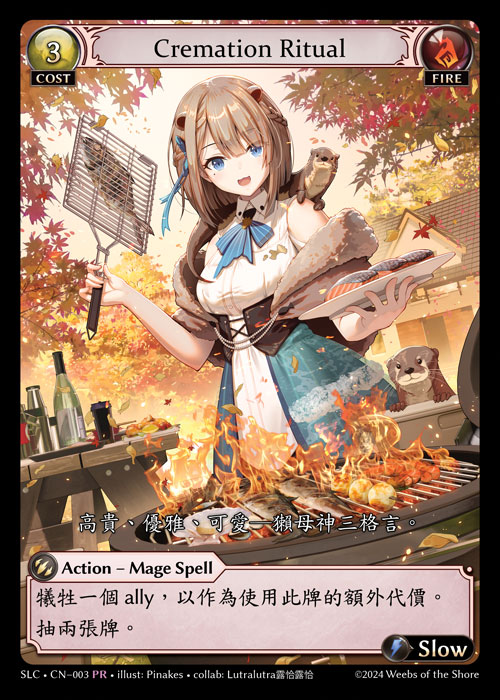 3
COST
Cremation Ritual
FIRE
高貴、優雅、可愛—獺母神三格言。
Action – Mage Spell
犧牲一個 ally，以作為使用此牌的額外代價。
抽兩張牌。
Slow
SLC • CN–003 PR • illust: Pinakes • collab: Lutralutra露恰露恰
©2024 Weebs of the Shore